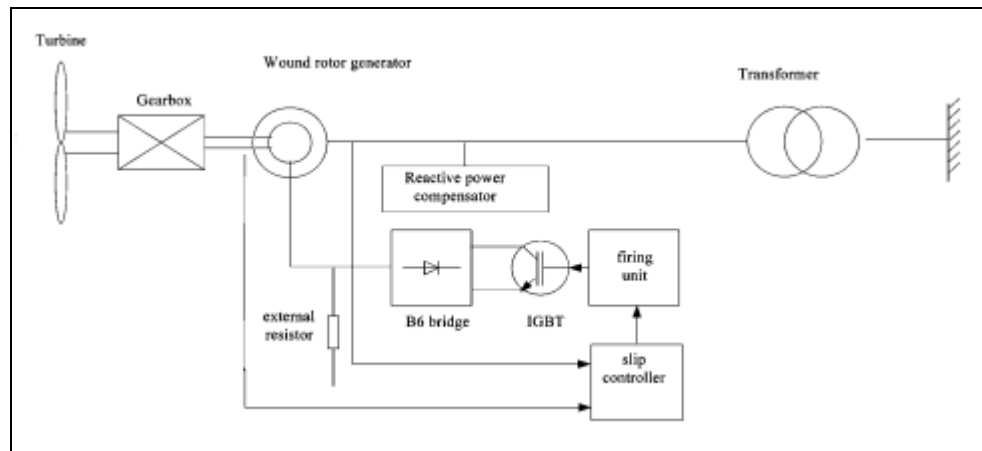 Turbine
Wound rotor generator
Transformer
Gearbox
Reactive power
compensator
firing
unit
external
resistor
B6 bridge
IGBT
slip
controller